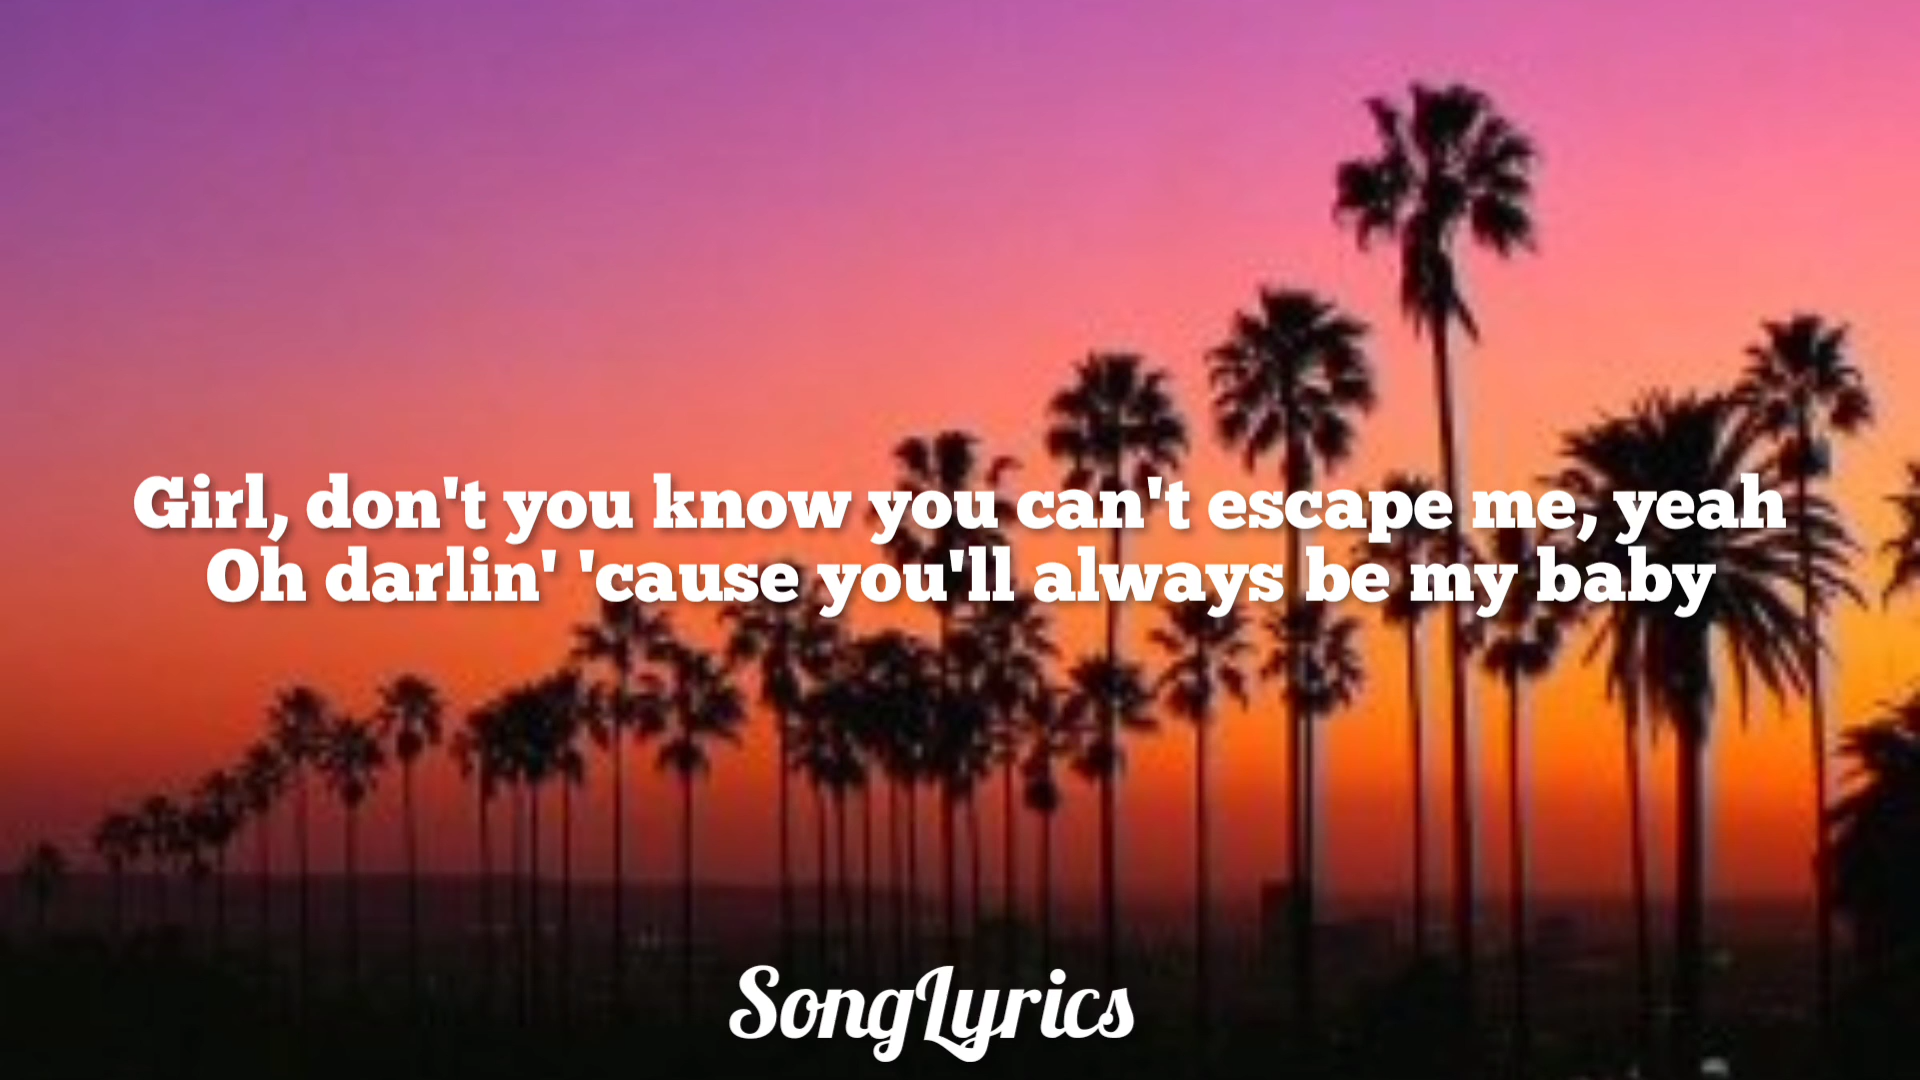 Girl, don't you know you can't escape me, yeah
Oh darlin' 'cause you'll always be my baby
SongLyrics